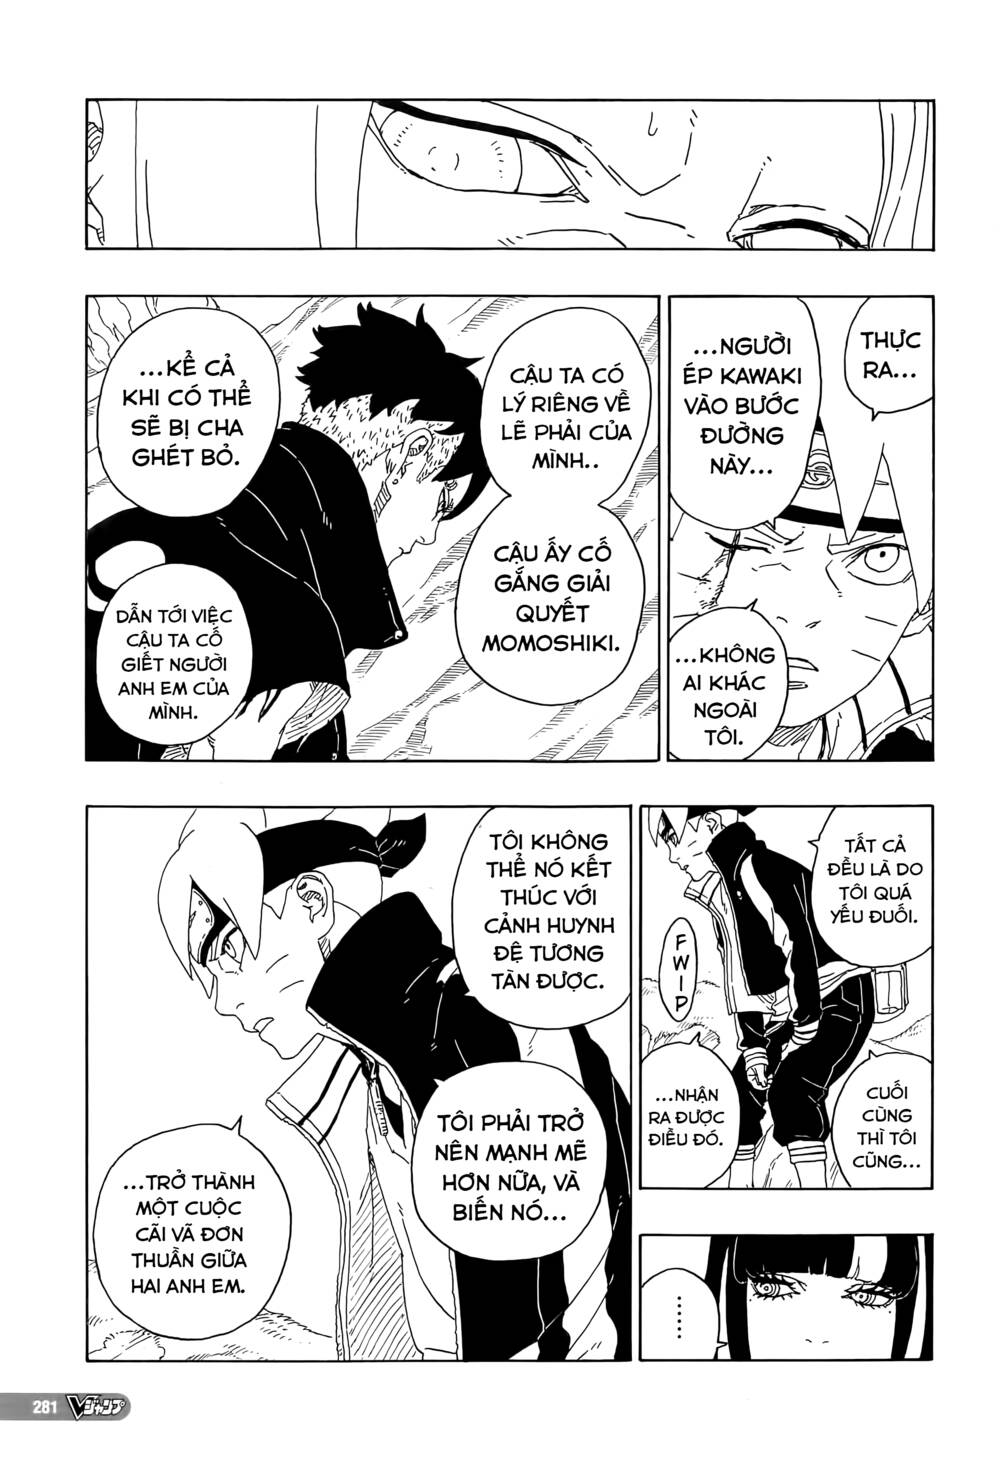 THỰC
RA...
...NGƯỜI
ÉP KAWAKI
VÀO BƯỚC
ĐƯỜNG
NÀY...
...KHÔNG
AI KHÁC
NGOÀI
TÔI.
CẬU TA CÓ
LÝ RIÊNG VỀ
LẼ PHẢI CỦA
MÌNH..
CẬU ẤY CỐ
GẮNG GIẢI
QUYẾT
MOMOSHIKI.
...KỂ CẢ
KHI CÓ THỂ
SẼ BỊ CHA
GHÉT BỎ.
DẪN TỚI VIỆC
CẬU TA CỐ
GIẾT NGƯỜI
ANH EM CỦA
MÌNH.
TẤT CẢ
ĐỀU LÀ DO
TÔI QUÁ
YẾU ĐUỐI.
FWIP
CUỐI
CÙNG
THÌ TÔI
CŨNG...
...NHẬN
RA ĐƯỢC
ĐIỀU ĐÓ.
TÔI KHÔNG
THỂ NÓ KẾT
THÚC VỚI
CẢNH HUYNH
ĐỆ TƯƠNG
TÀN ĐƯỢC.
TÔI PHẢI TRỞ
NÊN MẠNH MẼ
HƠN NỮA, VÀ
BIẾN NÓ...
...TRỞ THÀNH
MỘT CUỘC
CÃI VÃ ĐƠN
THUẦN GIỮA
HAI ANH EM.
......
281 Vジャンプ